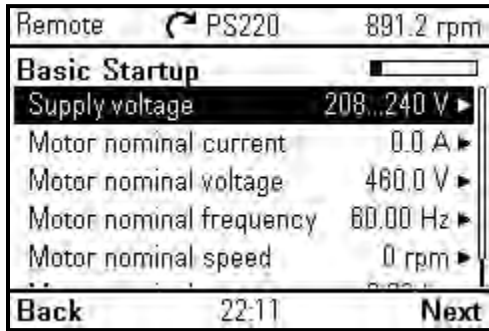 Remote PS220 891.2 rpm
Basic Startup
Supply voltage 208...240 V
Motor nominal current 0.0 A
Motor nominal voltage 460.0 V
Motor nominal frequency 60.00 Hz
Motor nominal speed 0 rpm
Back 22:11 Next